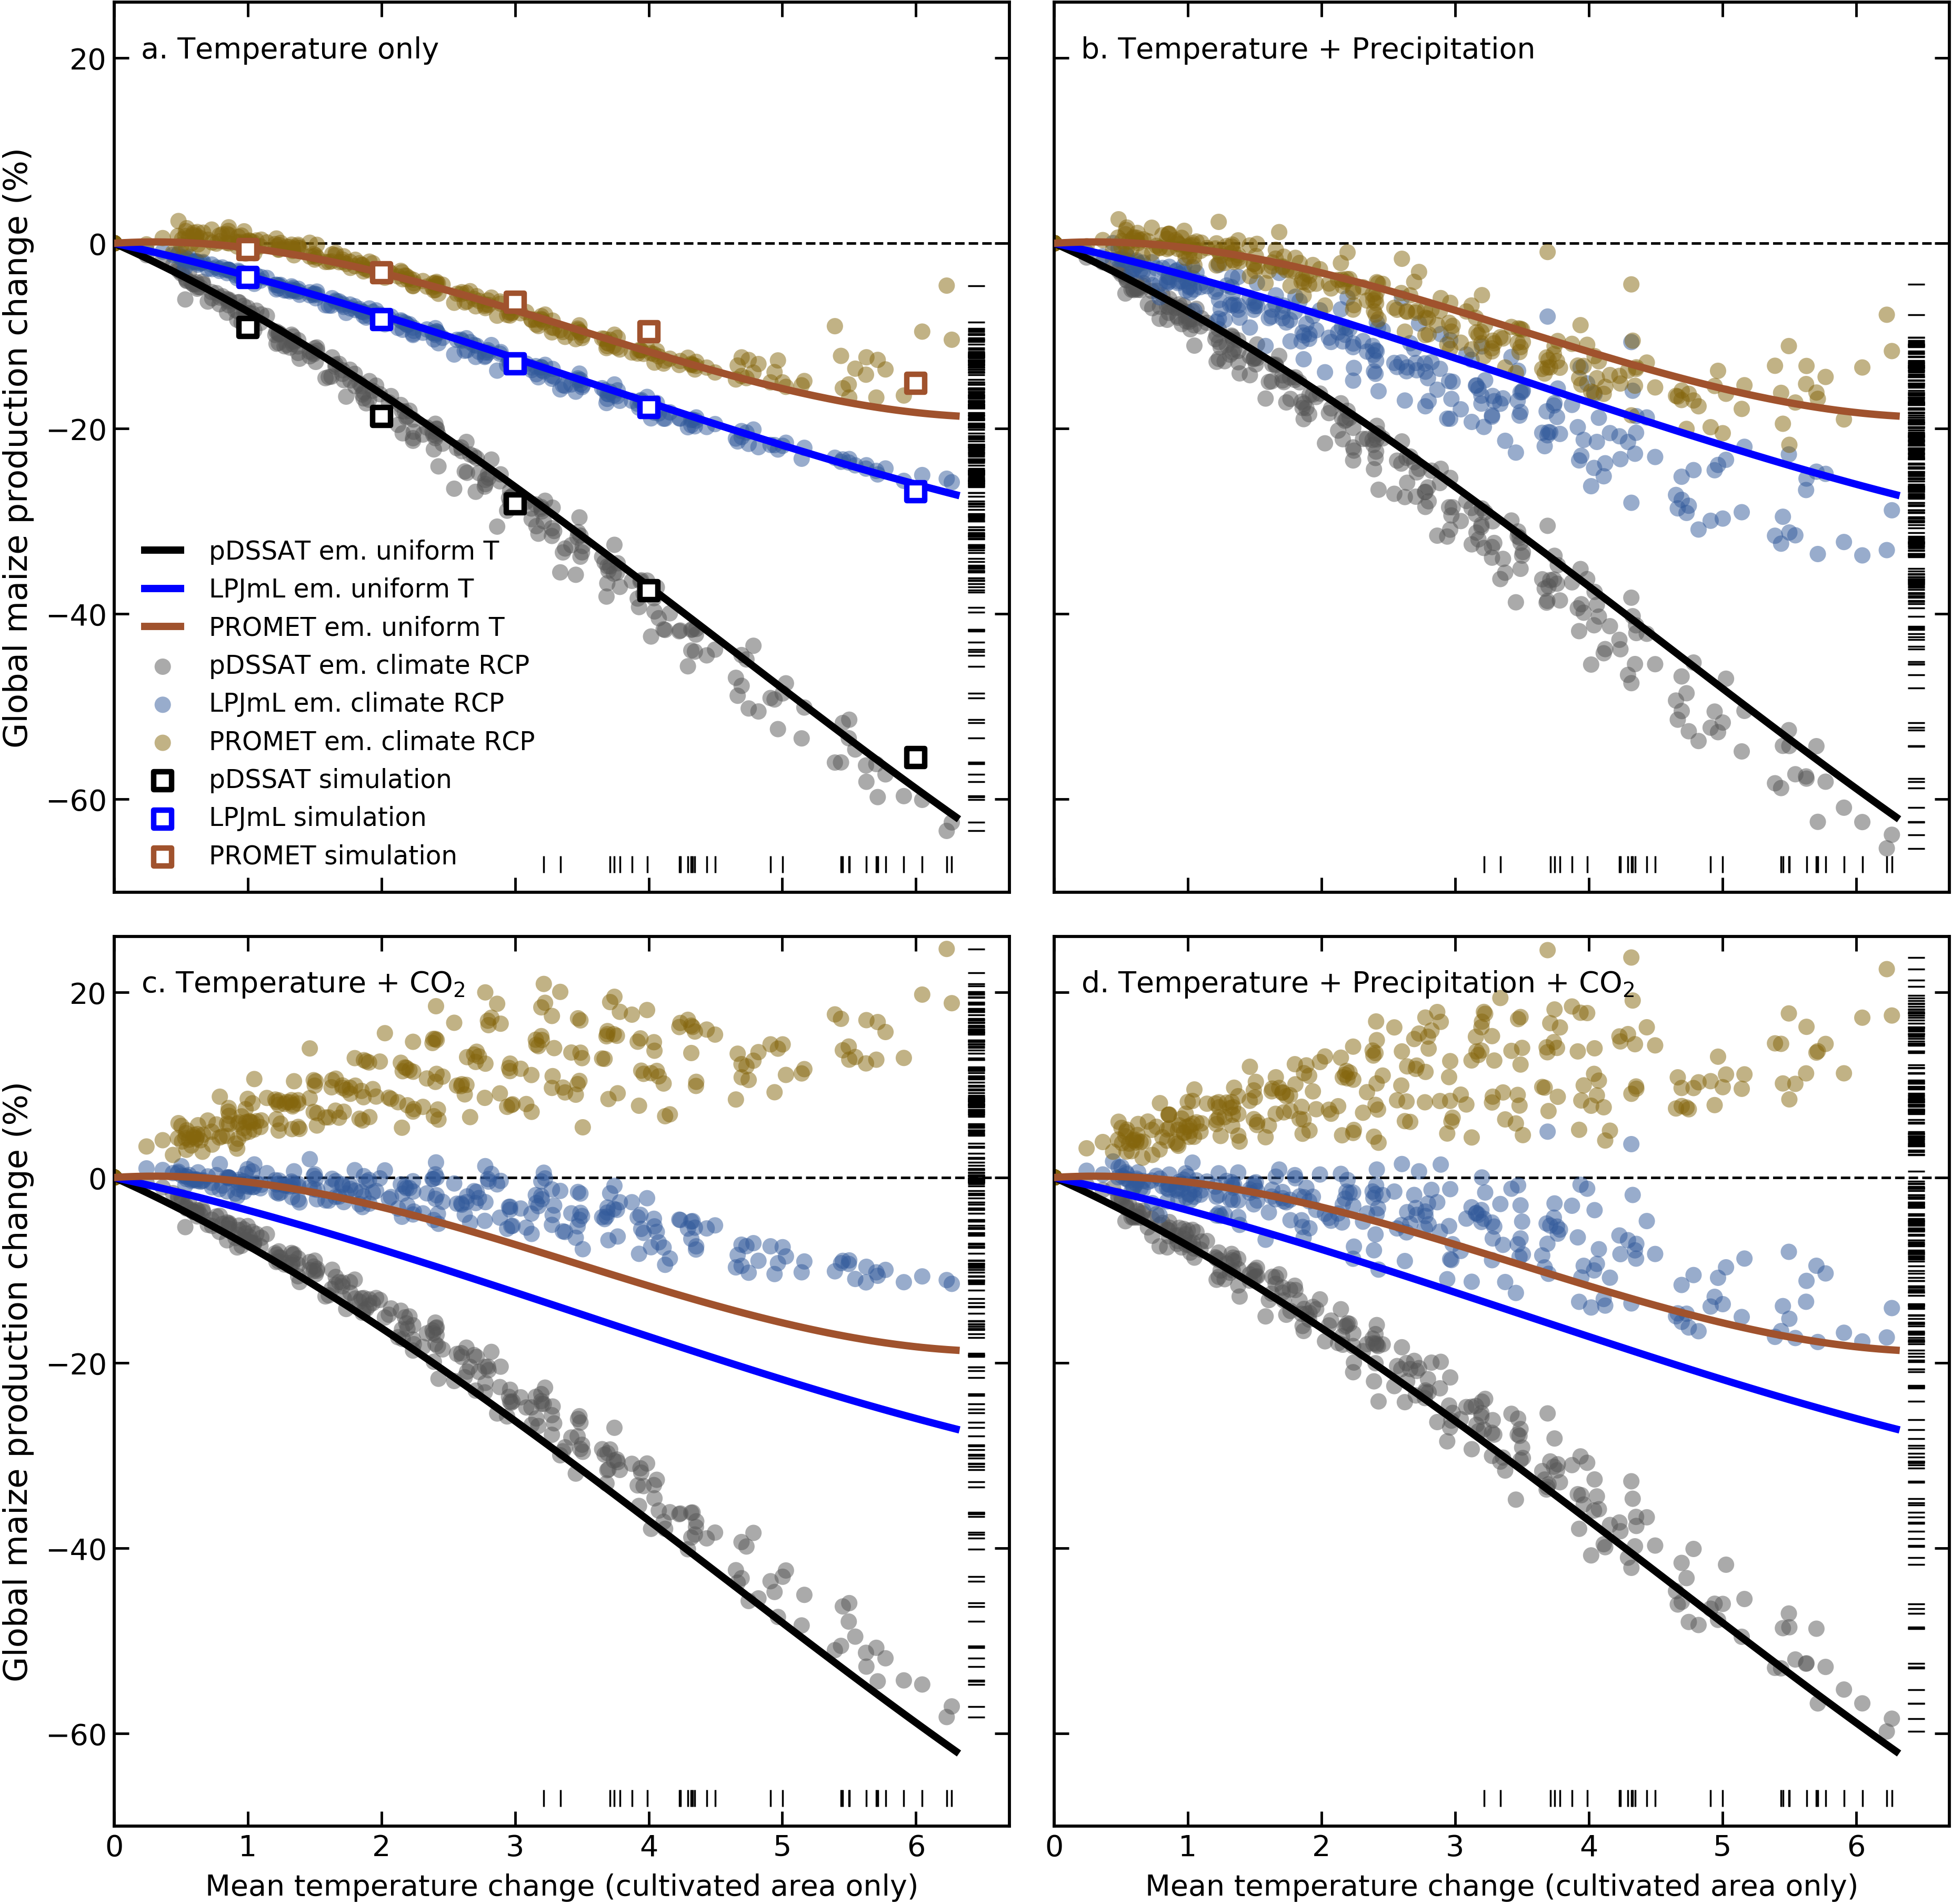 a. Temperature only
b. Temperature + Precipitation
20
0
−20
−40
−60
Global maize production change (%)
pDSSAT em. uniform T
LPJmL em. uniform T
PROMET em. uniform T
pDSSAT em. climate RCP
LPJmL em. climate RCP
PROMET em. climate RCP
pDSSAT simulation
LPJmL simulation
PROMET simulation
c. Temperature + CO₂
d. Temperature + Precipitation + CO₂
20
0
−20
−40
−60
Global maize production change (%)
0 1 2 3 4 5 6
0 1 2 3 4 5 6
Mean temperature change (cultivated area only)
Mean temperature change (cultivated area only)